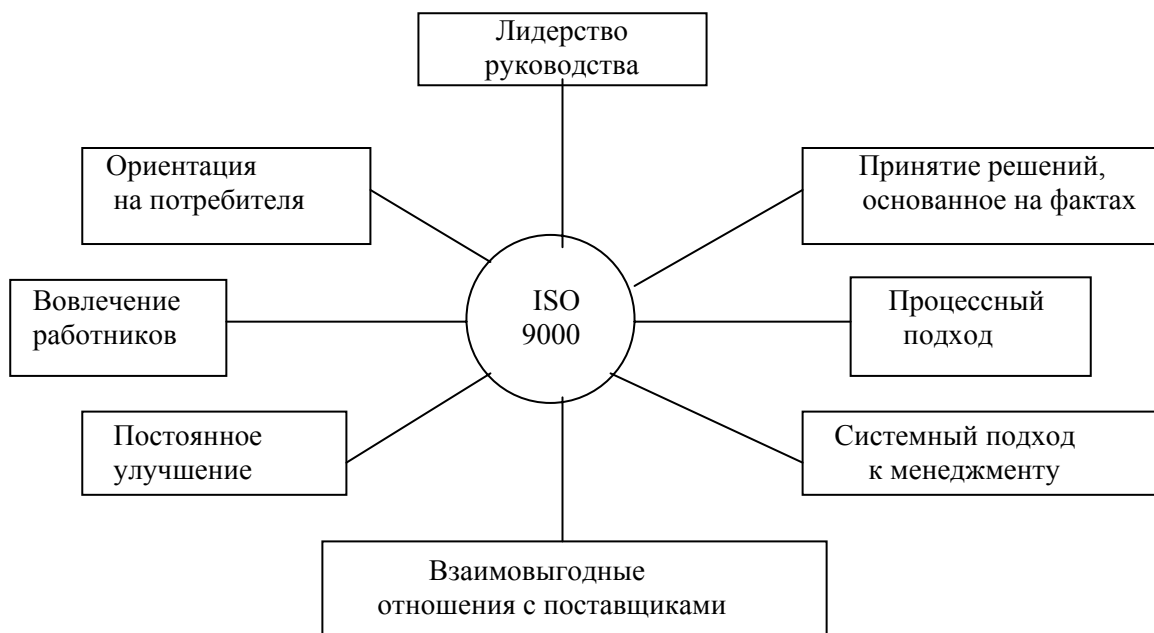 Лидерство
руководства
Ориентация
на потребителя
Принятие решений,
основанное на фактах
Вовлечение
работников
ISO
9000
Процессный
подход
Постоянное
улучшение
Системный подход
к менеджменту
Взаимовыгодные
отношения с поставщиками